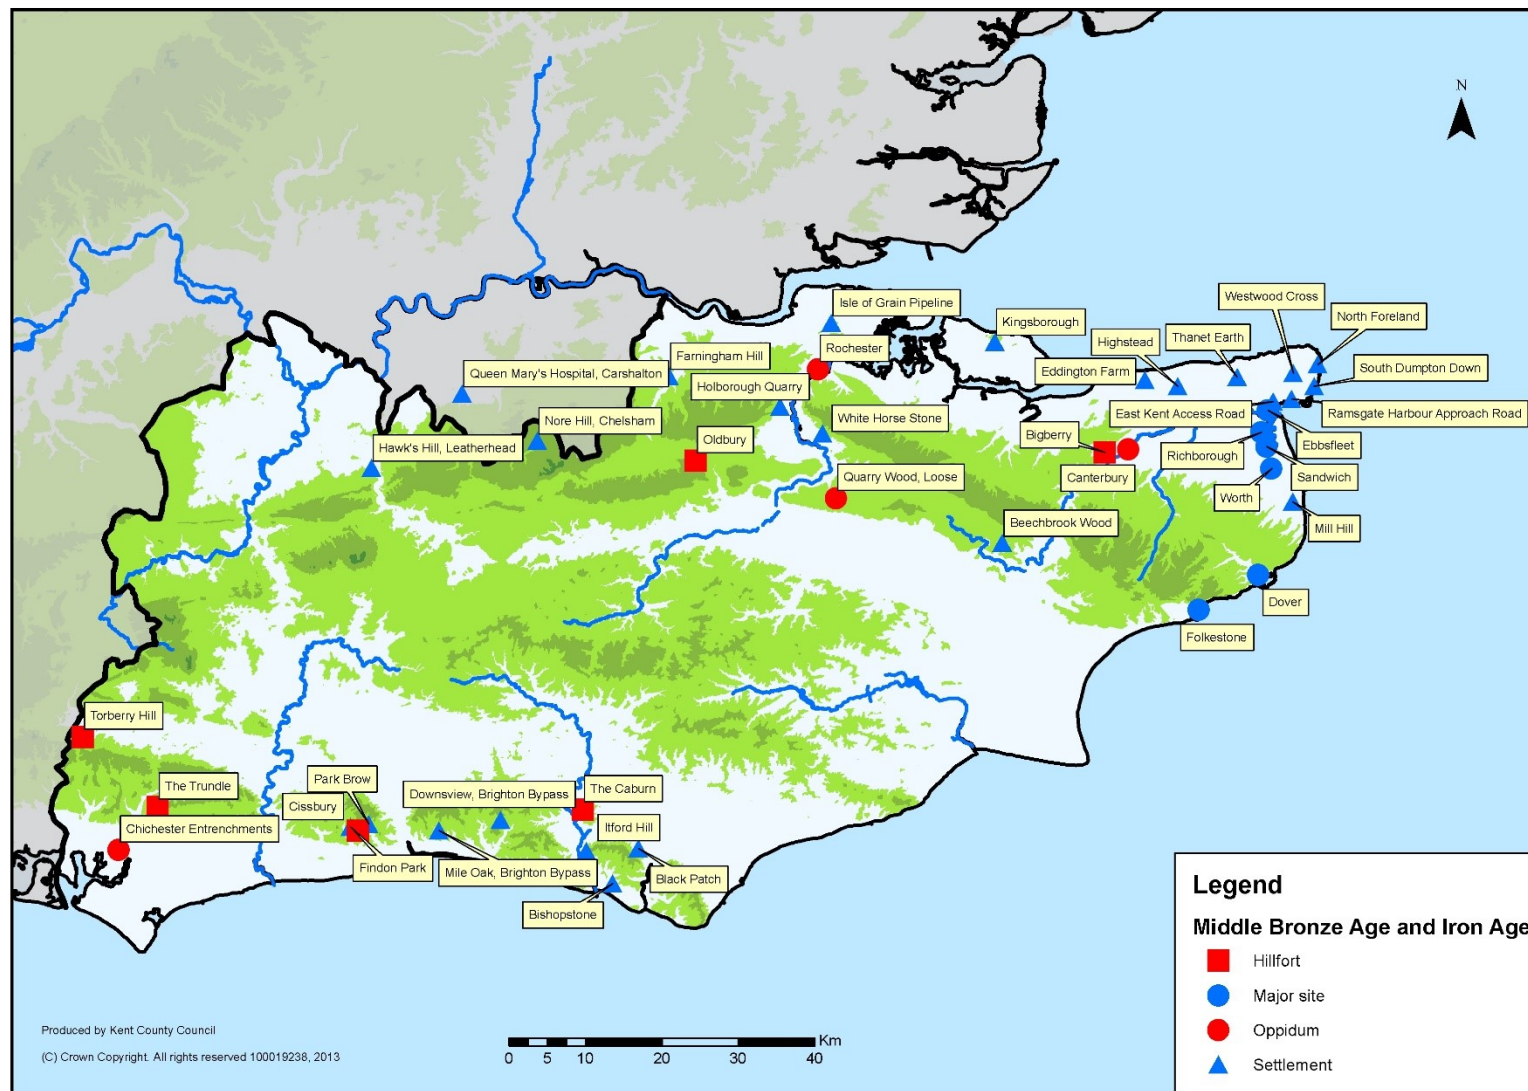 N
Isle of Grain Pipeline
Westwood Cross
North Foreland
Kingsborough
Thanet Earth
Highstead
Rochester
Farningham Hill
Queen Mary's Hospital, Carshalton
Eddington Farm
South Dumpton Down
Holborough Quarry
Nore Hill, Chelsham
White Horse Stone
East Kent Access Road
Ramsgate Harbour Approach Road
Hawk's Hill, Leatherhead
Oldbury
Bigberry
Ebbsfleet
Richborough
Quarry Wood, Loose
Canterbury
Sandwich
Worth
Beechbrook Wood
Mill Hill
Dover
Folkestone
Torberry Hill
The Trundle
Park Brow
Downsview, Brighton Bypass
The Caburn
Cissbury
Chichester Entrenchments
Itford Hill
Findon Park
Mile Oak, Brighton Bypass
Black Patch
Bishopstone
Legend
Middle Bronze Age and Iron Age
Hillfort
Major site
Oppidum
Settlement
Produced by Kent County Council
(C) Crown Copyright. All rights reserved 100019238, 2013
Km
0 5 10 20 30 40